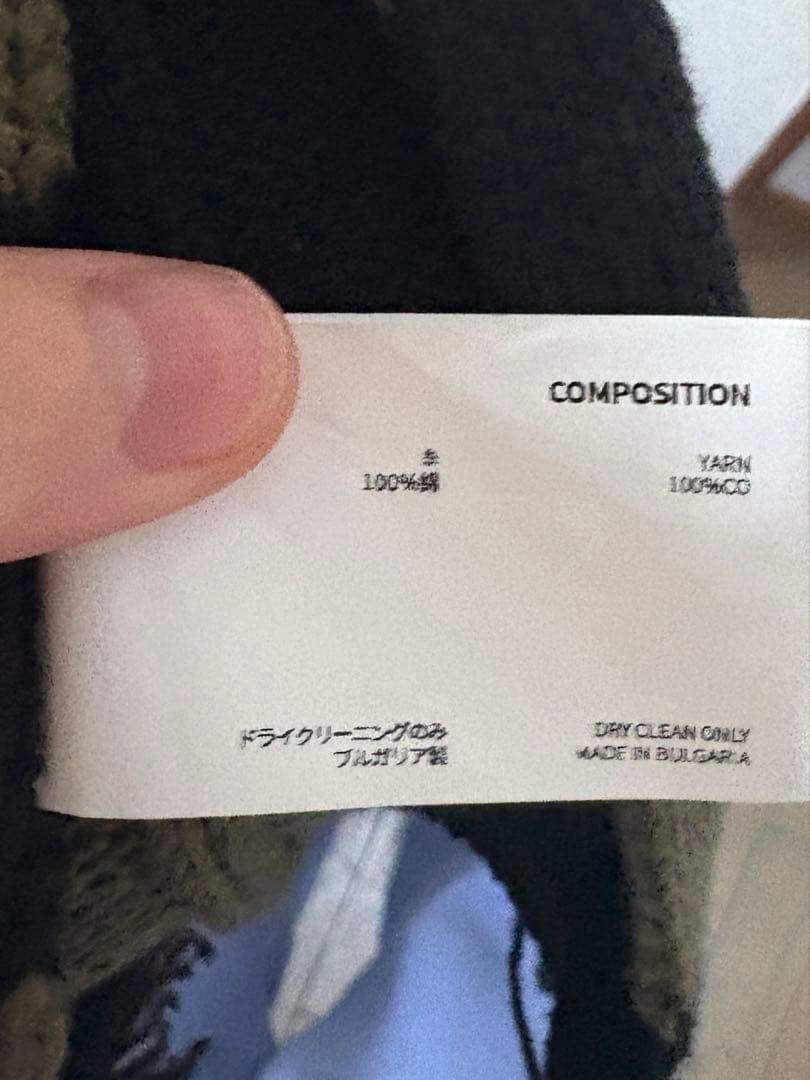 COMPOSITION
糸
100%綿
YARN
100%CO
ドライクリーニングのみ
ブルガリア製
DRY CLEAN ONLY
MADE IN BULGARIA